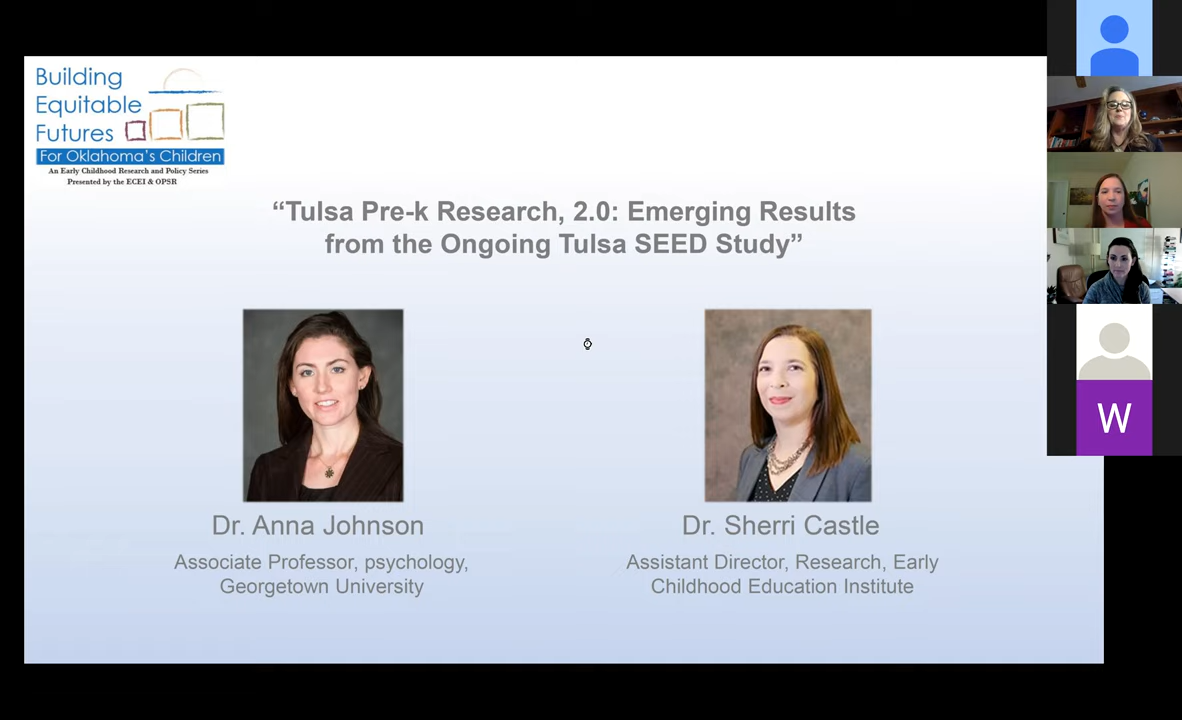 Building
Equitable
Futures
For Oklahoma's Children
An Early Childhood Research and Policy Series
Presented by the ECEI & OPSR
“Tulsa Pre-k Research, 2.0: Emerging Results
from the Ongoing Tulsa SEED Study”
Dr. Anna Johnson
Associate Professor, psychology,
Georgetown University
Dr. Sherri Castle
Assistant Director, Research, Early
Childhood Education Institute
W